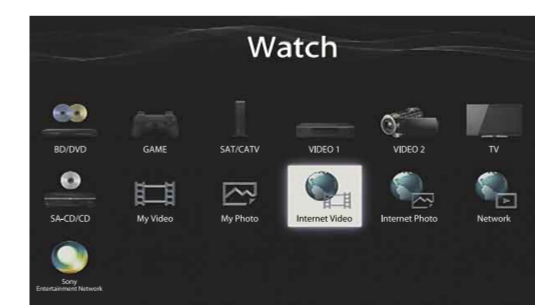 Watch
BD/DVD GAME SAT/CATV VIDEO 1 VIDEO 2 TV
SA-CD/CD My Video My Photo Internet Video Internet Photo Network
Sony
Entertainment Network